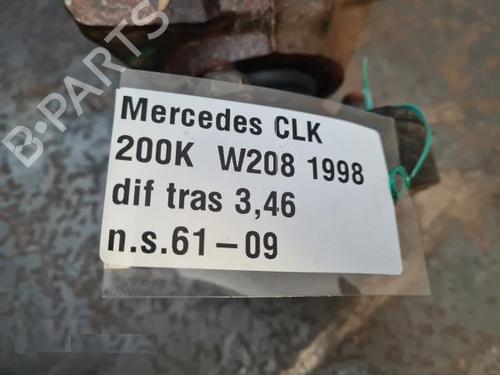 B-PARTS
Mercedes CLK
200K W208 1998
dif tras 3,46
n.s.61-09